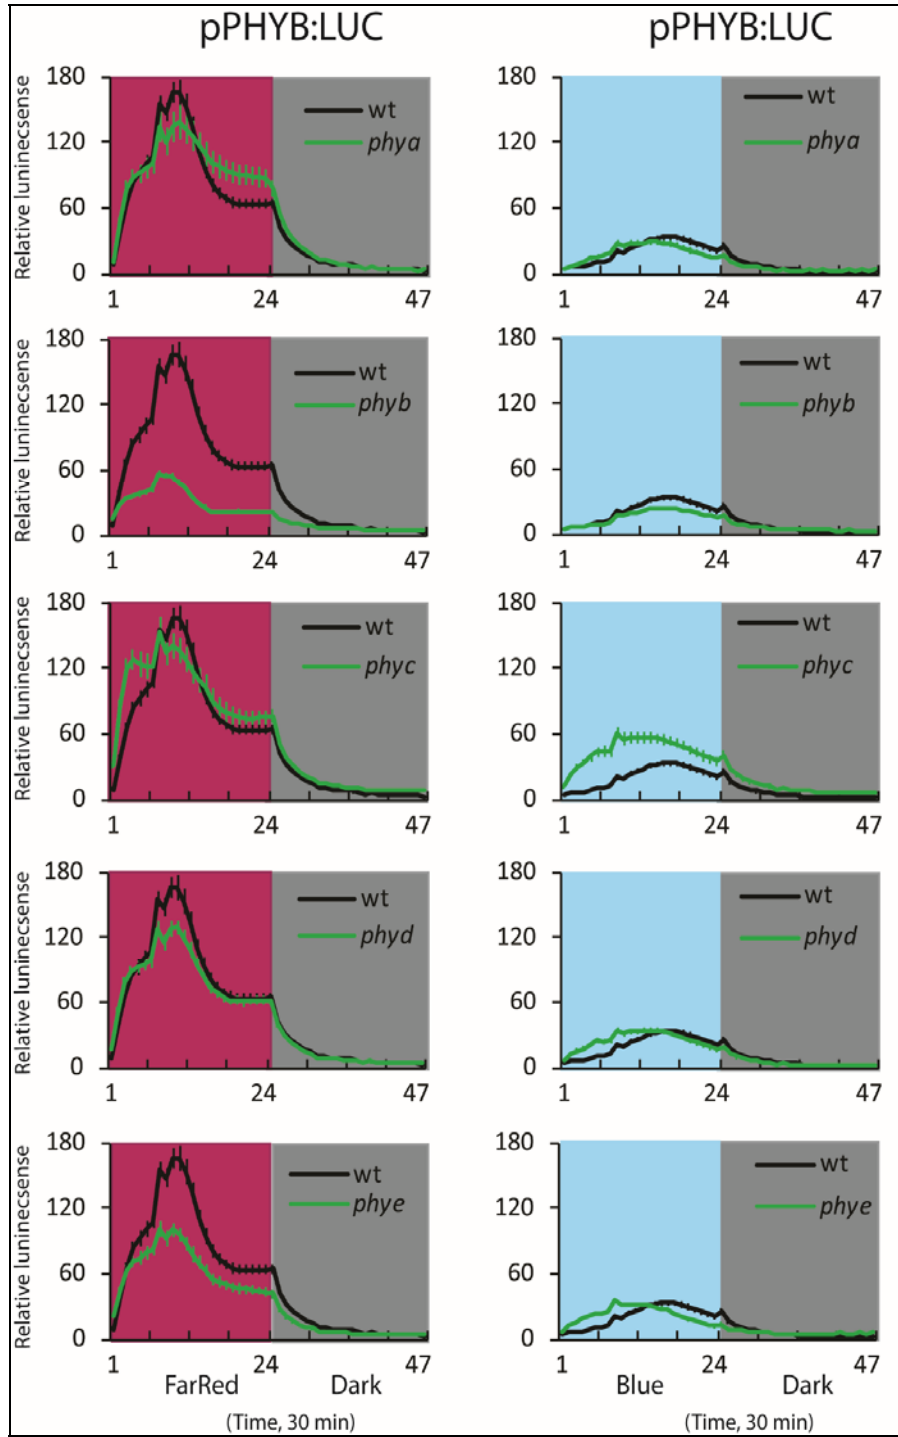 pPHYB:LUC
Relative luninecsense
180
120
60
0
wt
phya
1
24
47
Relative luninecsense
180
120
60
0
wt
phyb
1
24
47
Relative luninecsense
180
120
60
0
wt
phyc
1
24
47
Relative luninecsense
180
120
60
0
wt
phyd
1
24
47
Relative luninecsense
180
120
60
0
wt
phye
1
24
47
FarRed
Dark
(Time, 30 min)
pPHYB:LUC
180
120
60
0
wt
phya
1
24
47
180
120
60
0
wt
phyb
1
24
47
180
120
60
0
wt
phyc
1
24
47
180
120
60
0
wt
phyd
1
24
47
180
120
60
0
wt
phye
1
24
47
Blue
Dark
(Time, 30 min)